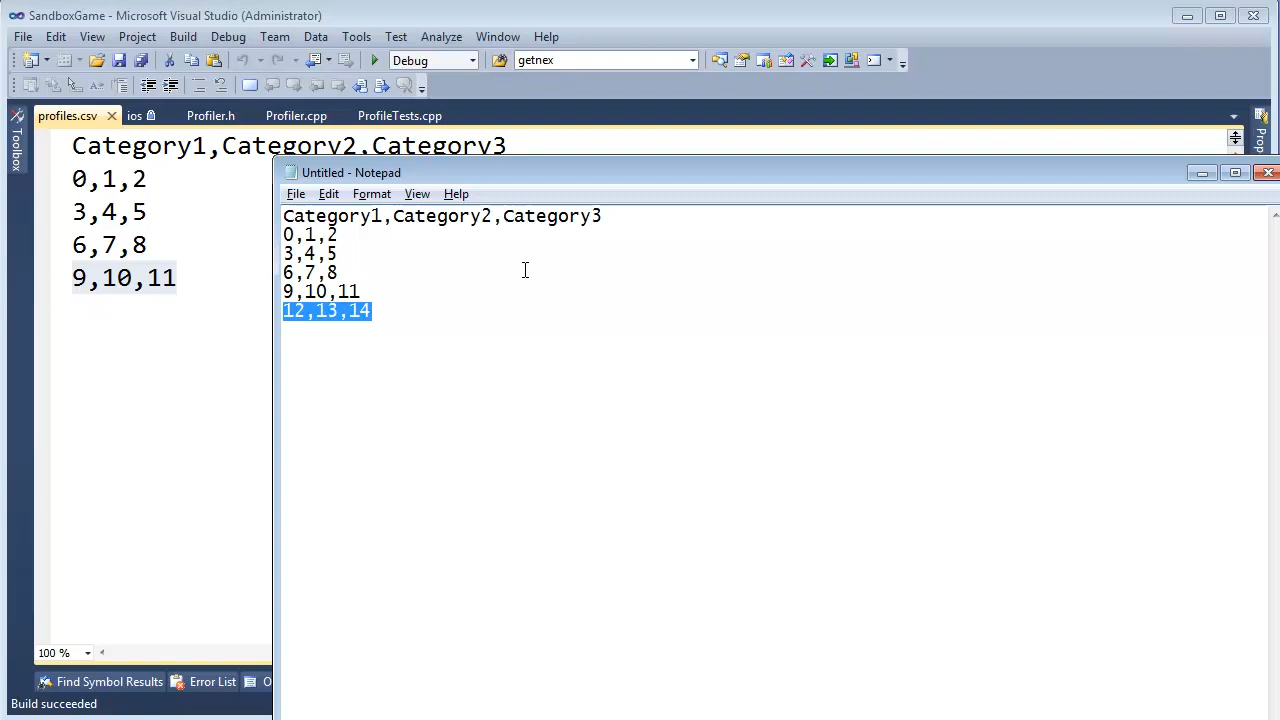 SandboxGame - Microsoft Visual Studio (Administrator)
File Edit View Project Build Debug Team Data Tools Test Analyze Window Help
Debug getnex
profiles.csv ios Profiler.h Profiler.cpp ProfileTests.cpp
Toolbox
Category1,Category2,Category3
0,1,2
3,4,5
6,7,8
9,10,11
100 %
Find Symbol Results Error List O
Build succeeded
Prop
Untitled - Notepad
File Edit Format View Help
Category1,Category2,Category3
0,1,2
3,4,5
6,7,8
9,10,11
12,13,14